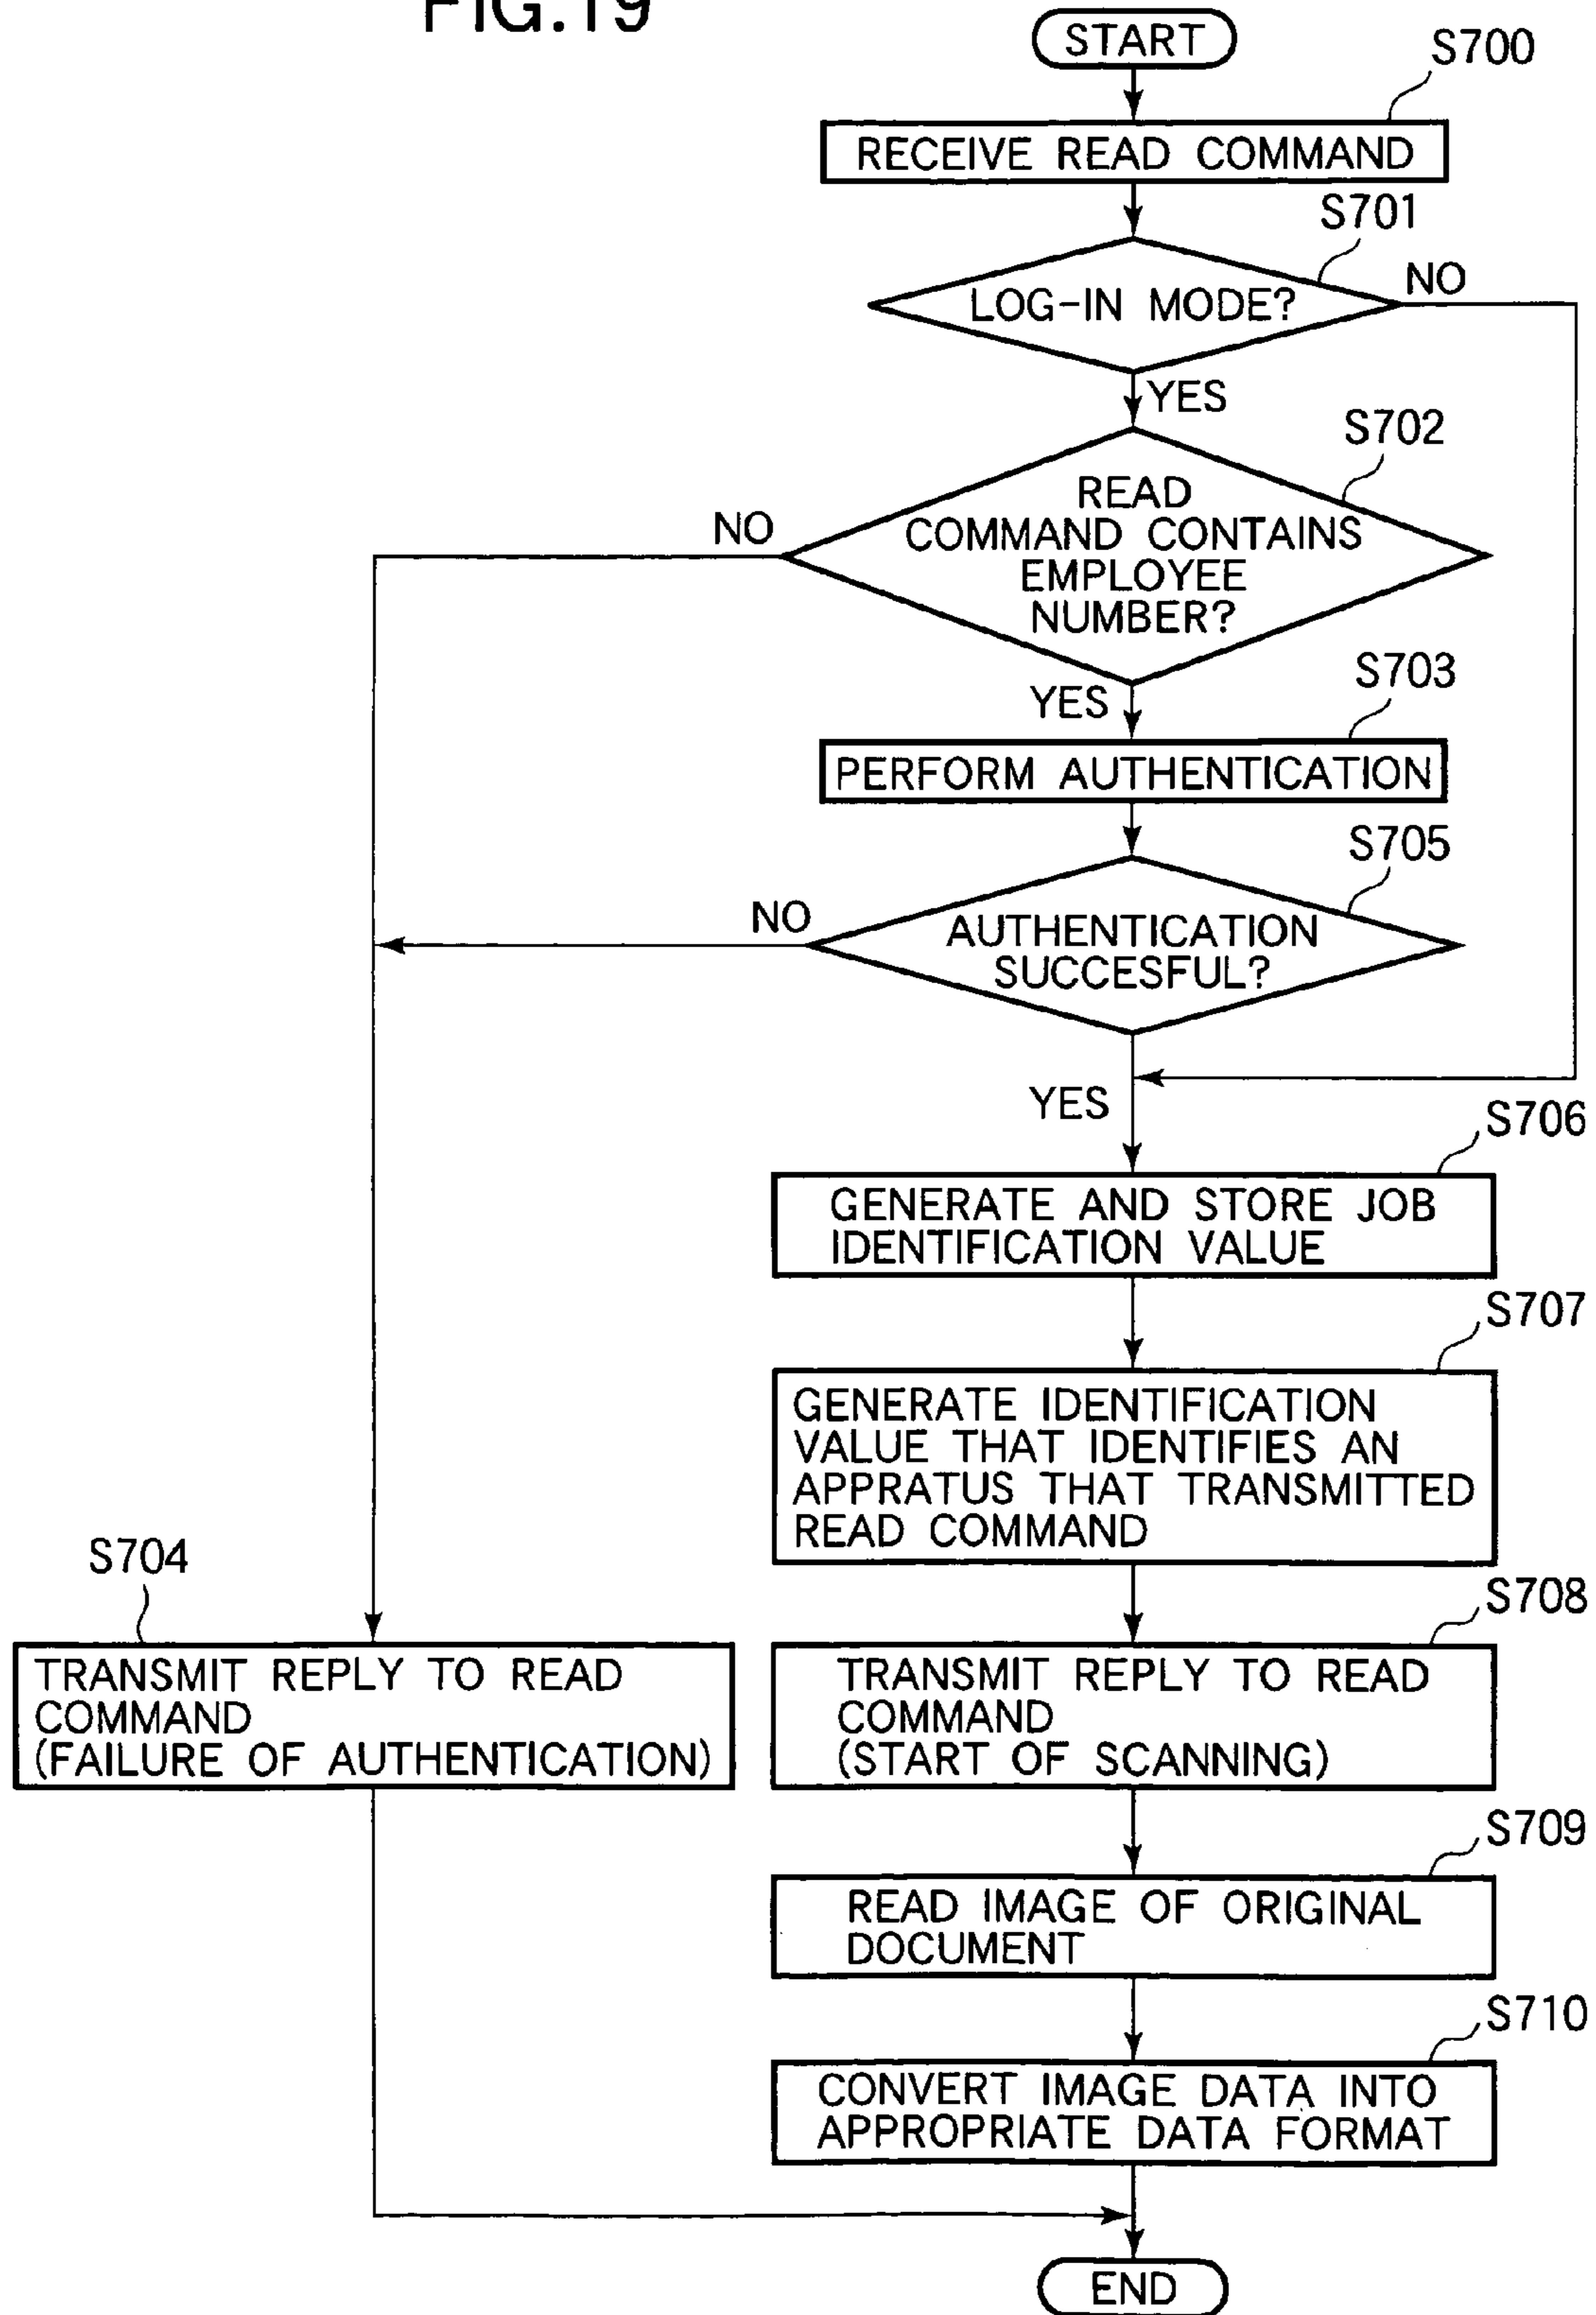 FIG.19
START
S700
RECEIVE READ COMMAND
S701
LOG-IN MODE?
NO
YES
S702
READ
COMMAND CONTAINS
EMPLOYEE
NUMBER?
NO
YES
S703
PERFORM AUTHENTICATION
S705
AUTHENTICATION
SUCCESFUL?
NO
YES
S706
GENERATE AND STORE JOB
IDENTIFICATION VALUE
S707
GENERATE IDENTIFICATION
VALUE THAT IDENTIFIES AN
APPRATUS THAT TRANSMITTED
READ COMMAND
S704
TRANSMIT REPLY TO READ
COMMAND
(FAILURE OF AUTHENTICATION)
S708
TRANSMIT REPLY TO READ
COMMAND
(START OF SCANNING)
S709
READ IMAGE OF ORIGINAL
DOCUMENT
S710
CONVERT IMAGE DATA INTO
APPROPRIATE DATA FORMAT
END